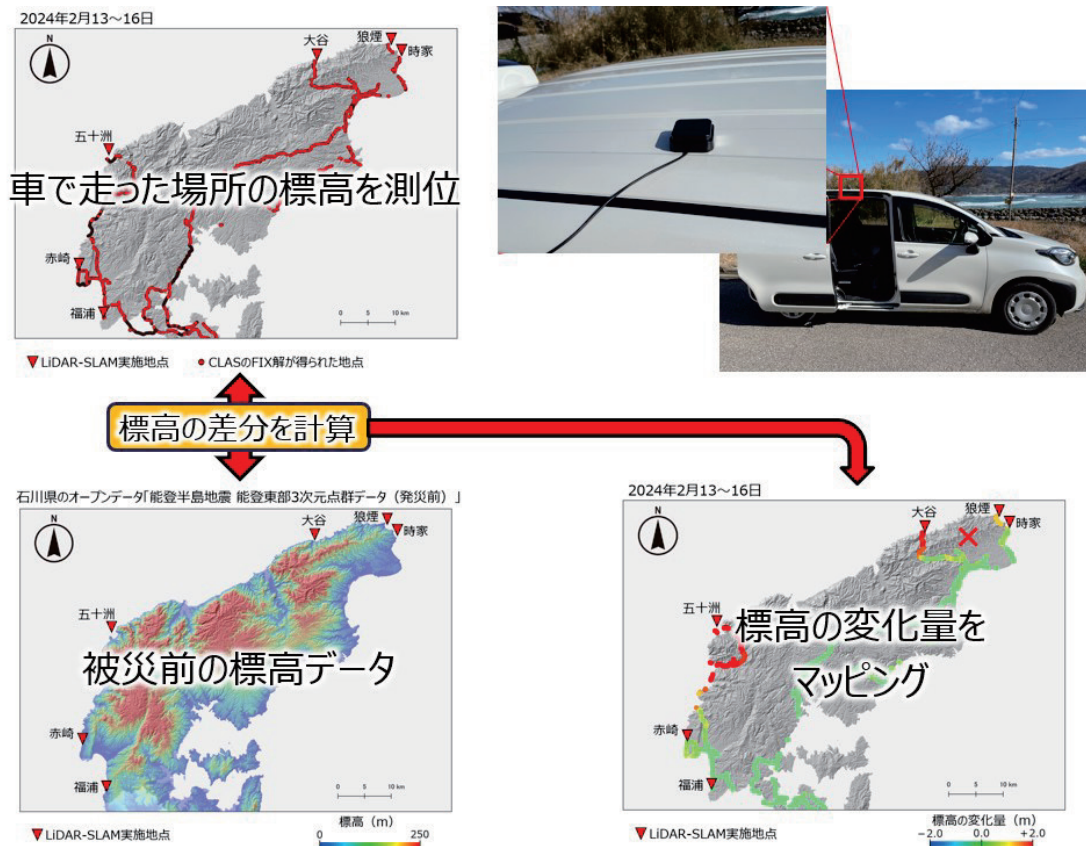 2024年2月13～16日
N
狼煙
大谷
時家
五十洲
車で走った場所の標高を測位
赤崎
福浦
0 5 10 km
LiDAR-SLAM実施地点
CLASのFIX解が得られた地点
標高の差分を計算
石川県のオープンデータ「能登半島地震 能登東部3次元点群データ（発災前）」
N
狼煙
大谷
時家
五十洲
被災前の標高データ
赤崎
福浦
0 5 10 km
標高（m）
LiDAR-SLAM実施地点
0 250
2024年2月13～16日
N
狼煙
大谷
時家
五十洲
標高の変化量を
マッピング
赤崎
福浦
0 5 10 km
標高の変化量（m）
LiDAR-SLAM実施地点
−2.0 0.0 +2.0